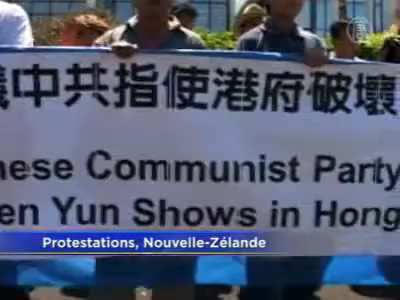 議中共指使港府破壞
nese Communist Party
en Yun Shows in Hong
Protestations, Nouvelle-Zélande